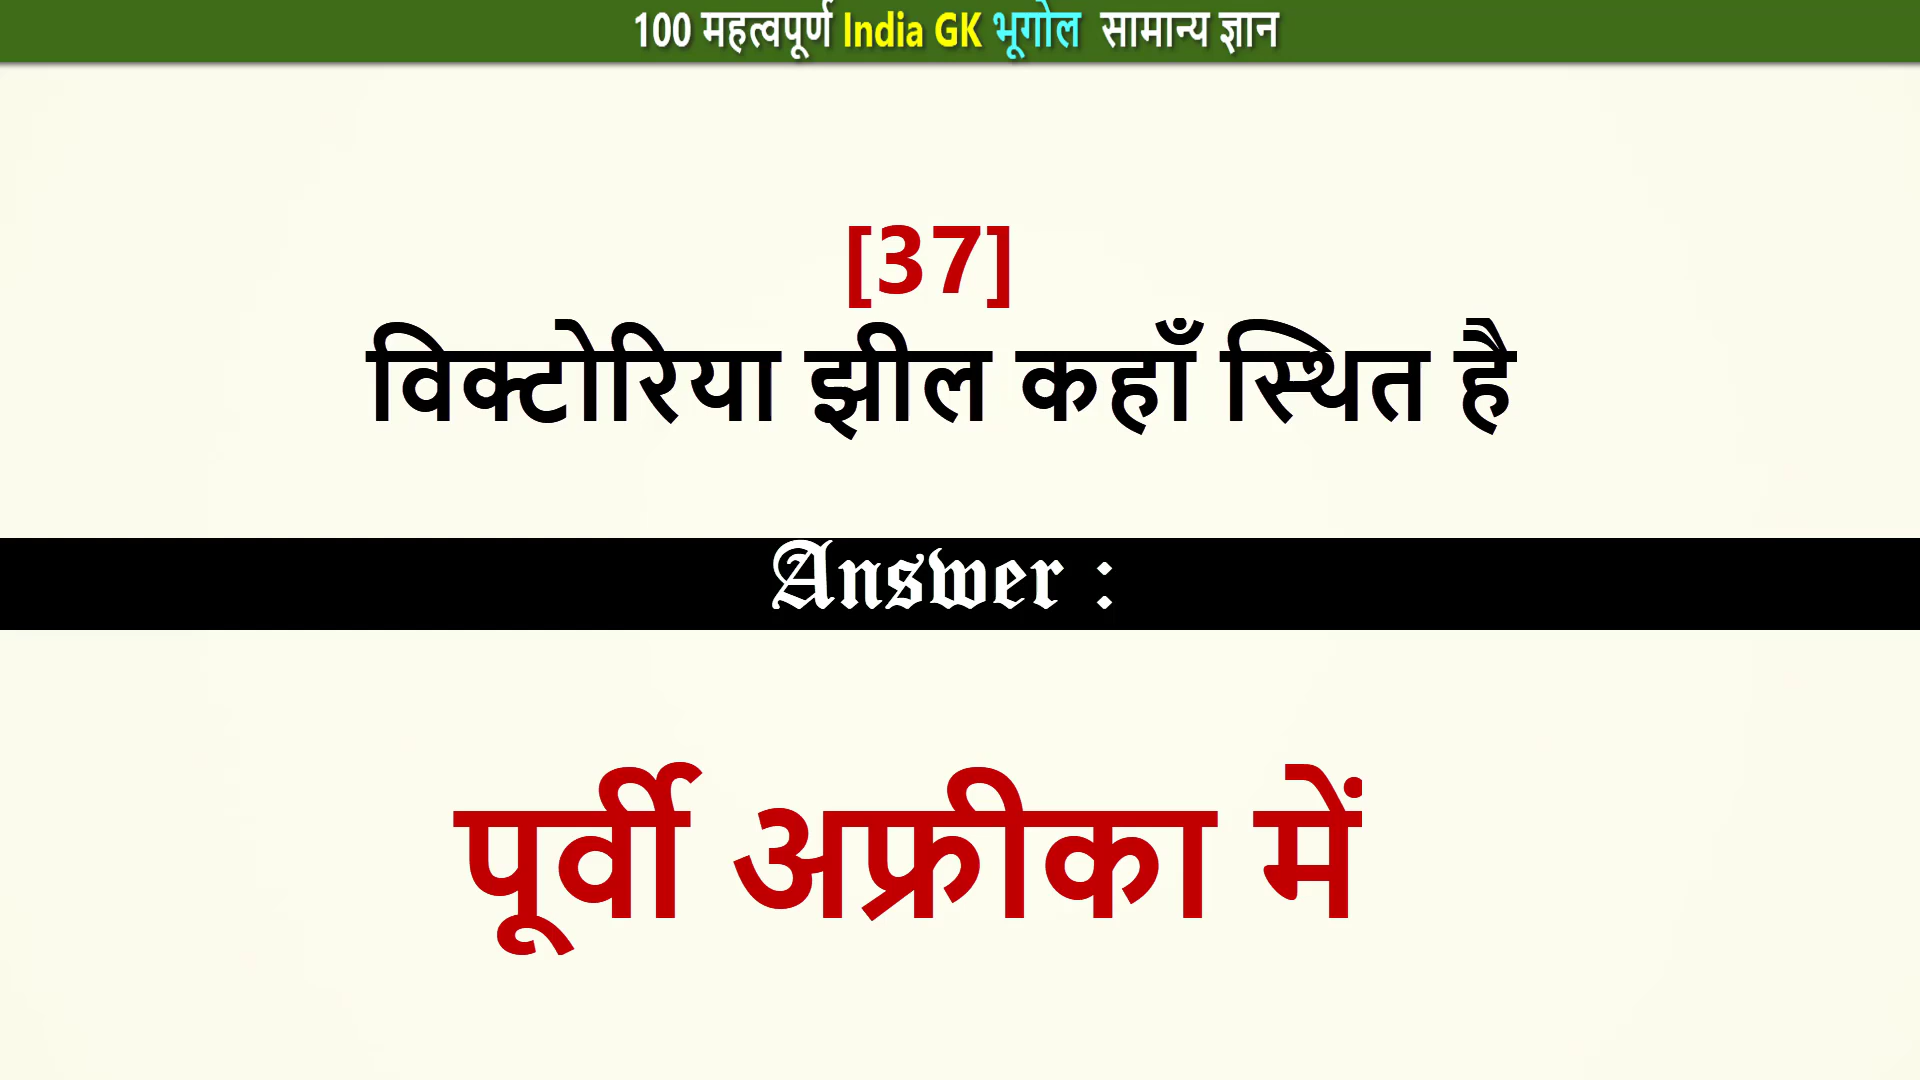 100 महत्वपूर्ण India GK भूगोल सामान्य ज्ञान
[37]
विक्टोरिया झील कहाँ स्थित है
Answer :
पूर्वी अफ्रीका में